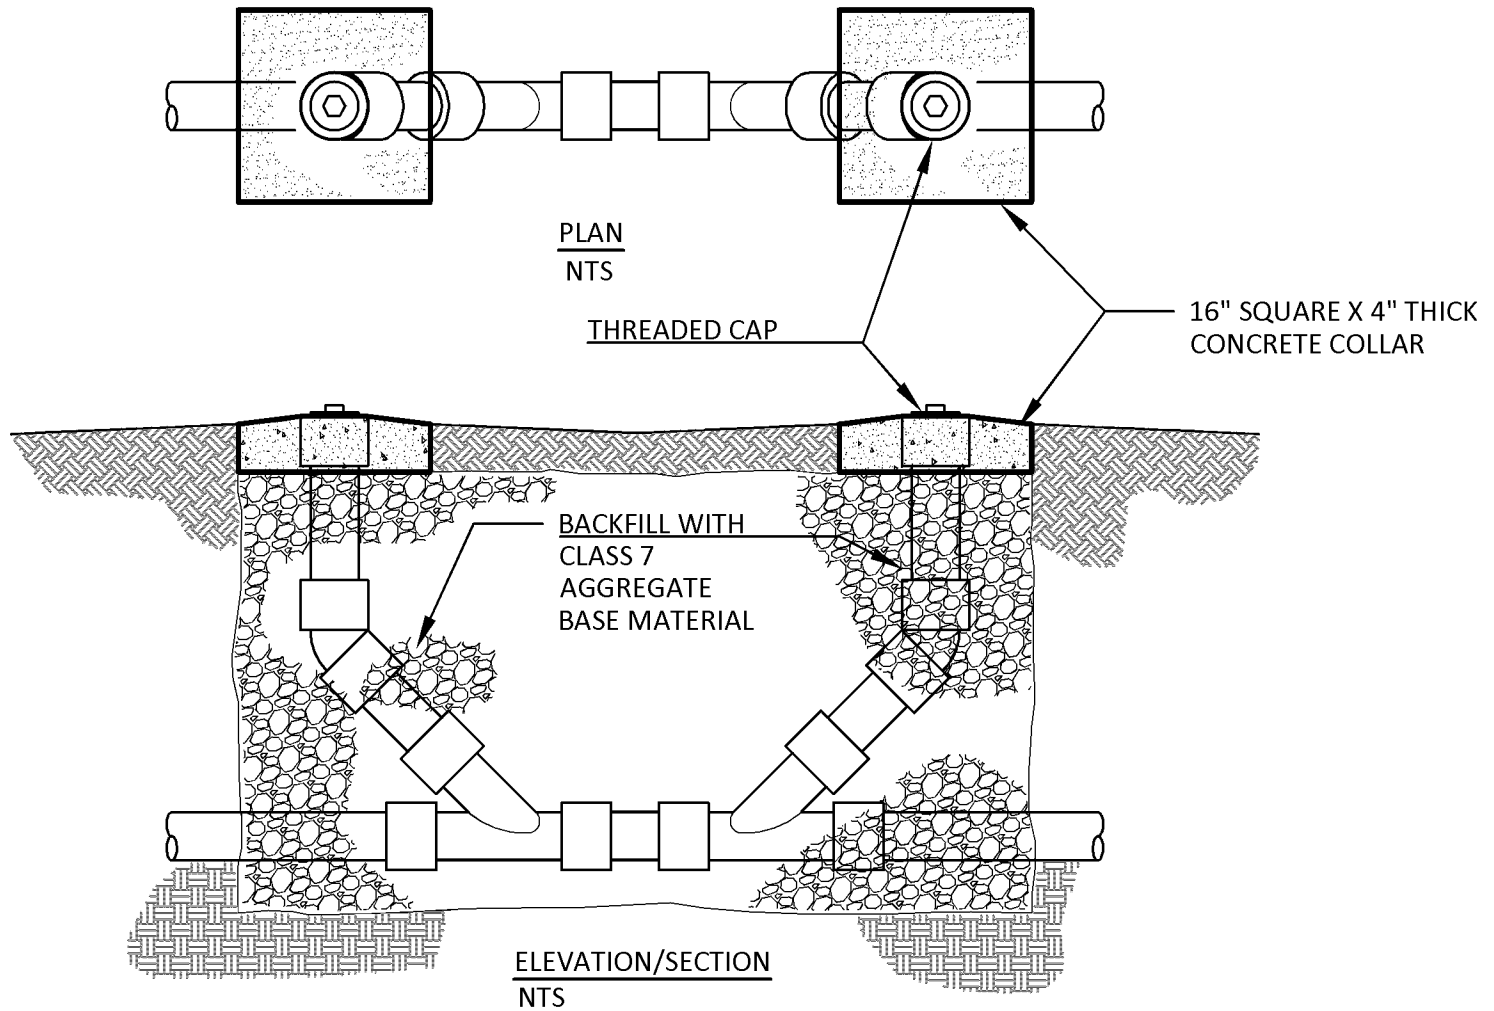 PLAN
NTS
THREADED CAP
16" SQUARE X 4" THICK
CONCRETE COLLAR
BACKFILL WITH
CLASS 7
AGGREGATE
BASE MATERIAL
ELEVATION/SECTION
NTS